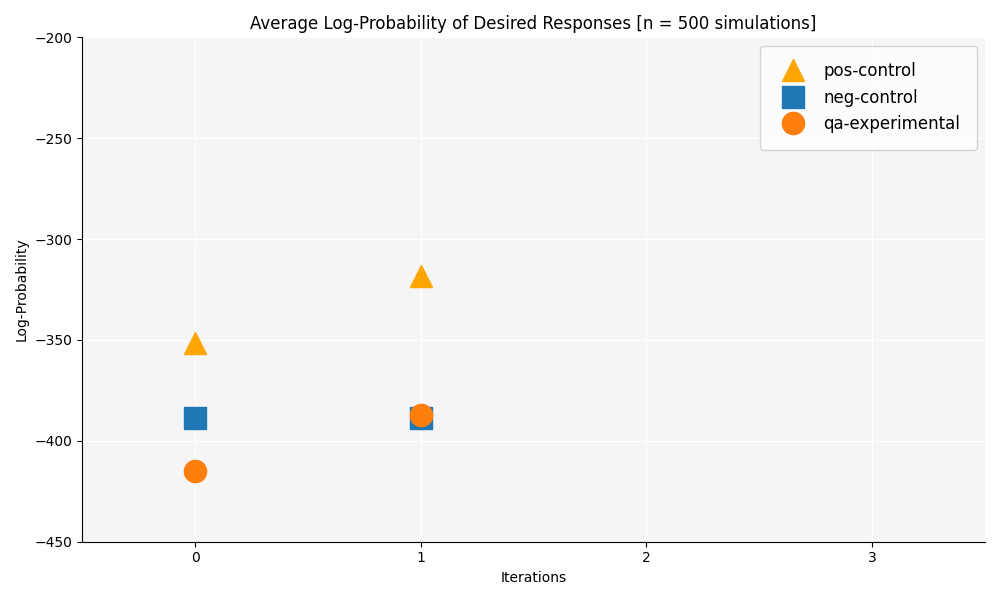 Average Log-Probability of Desired Responses [n = 500 simulations]
−200
−250
−300
−350
−400
−450
Log-Probability
pos-control
neg-control
qa-experimental
0 1 2 3
Iterations